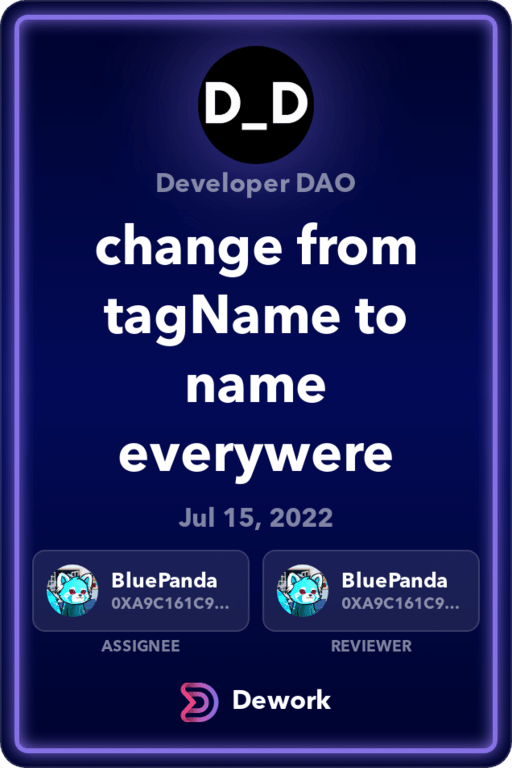 D_D
Developer DAO
change from
tagName to
name
everywere
Jul 15, 2022
BluePanda
0XA9C161C9...
BluePanda
0XA9C161C9...
ASSIGNEE
REVIEWER
Dework